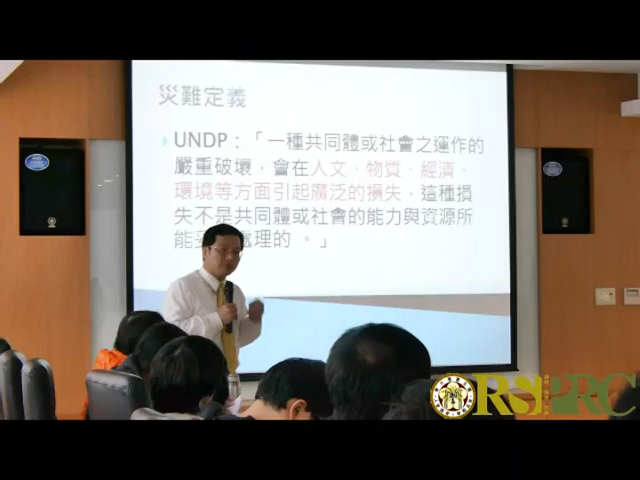 災難定義
UNDP：「一種共同體或社會之運作的
嚴重破壞，會在人文、物質、經濟、
環境等方面引起廣泛的損失，這種損
失不是共同體或社會的能力與資源所
能 處理的 。」
ORSIPRC